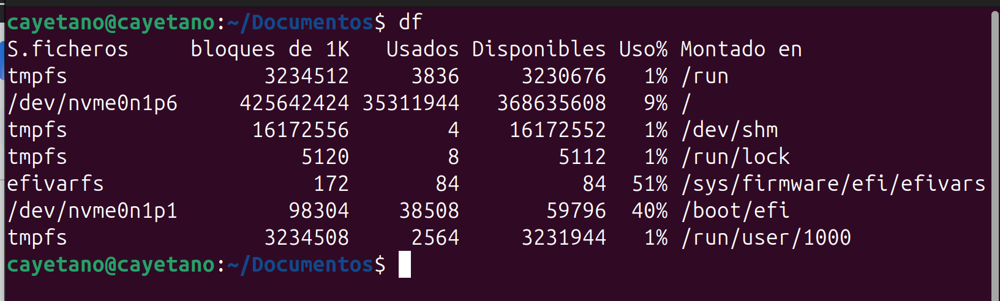 cayetano@cayetano:~/Documentos$ df
S.ficheros     bloques de 1K   Usados Disponibles Uso% Montado en
tmpfs                3234512     3836     3230676   1% /run
/dev/nvme0n1p6     425642424 35311944   368635608   9% /
tmpfs               16172556        4    16172552   1% /dev/shm
tmpfs                   5120        8        5112   1% /run/lock
efivarfs                 172       84          84  51% /sys/firmware/efi/efivars
/dev/nvme0n1p1         98304    38508       59796  40% /boot/efi
tmpfs                3234508     2564     3231944   1% /run/user/1000
cayetano@cayetano:~/Documentos$